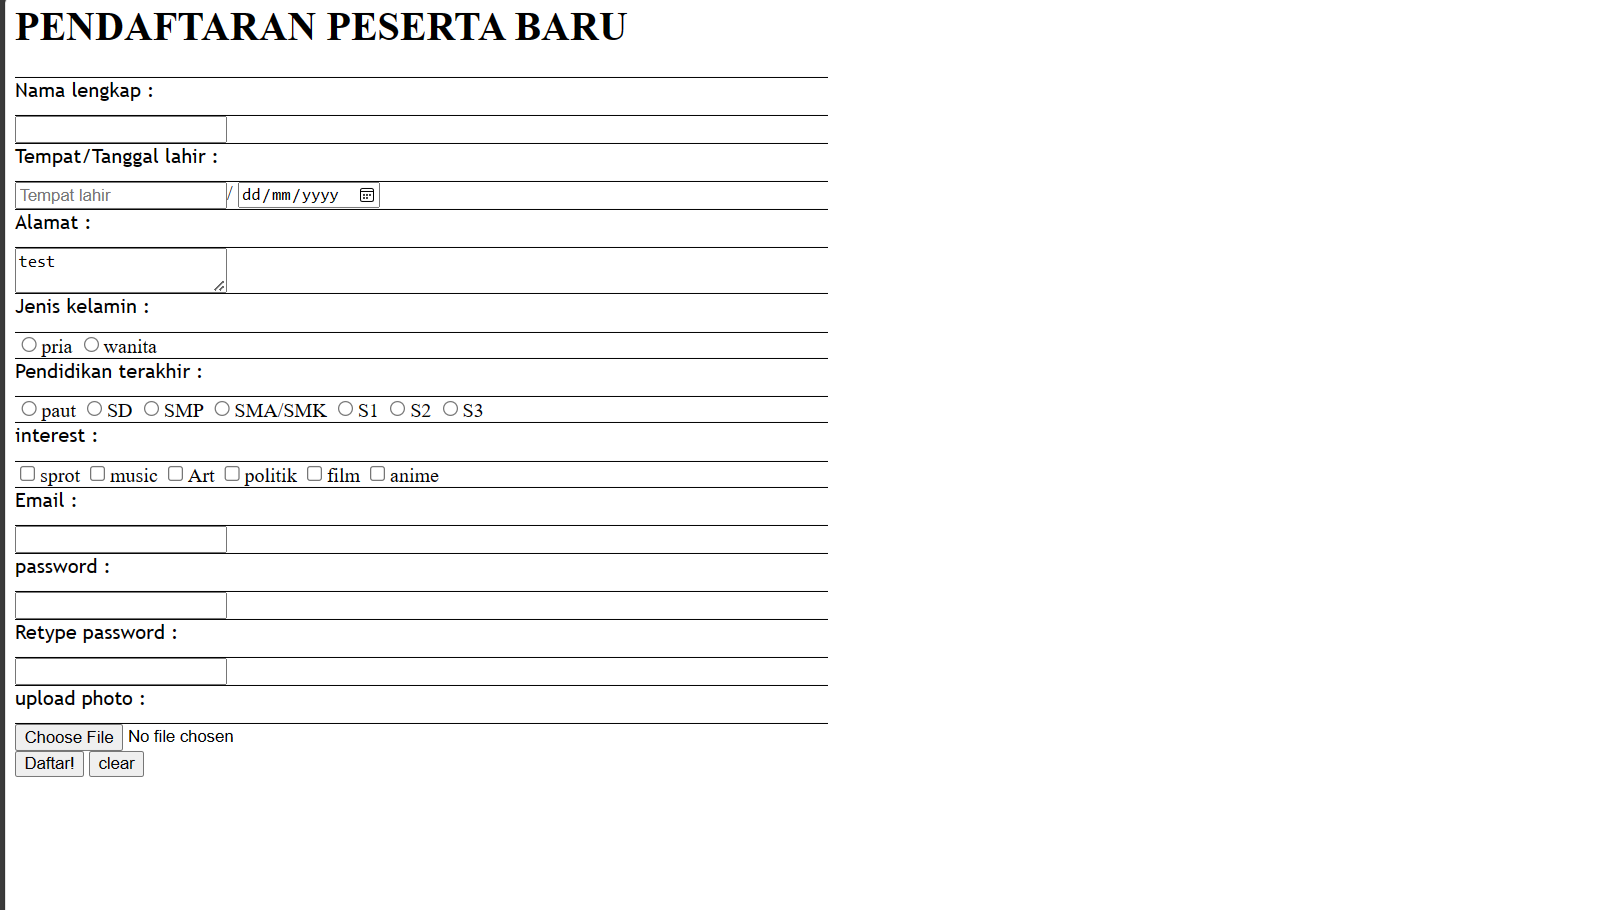 PENDAFTARAN PESERTA BARU
Nama lengkap :
Tempat/Tanggal lahir :
Tempat lahir / dd/mm/yyyy
Alamat :
test
Jenis kelamin :
pria wanita
Pendidikan terakhir :
paut SD SMP SMA/SMK S1 S2 S3
interest :
sprot music Art politik film anime
Email :
password :
Retype password :
upload photo :
Choose File No file chosen
Daftar! clear